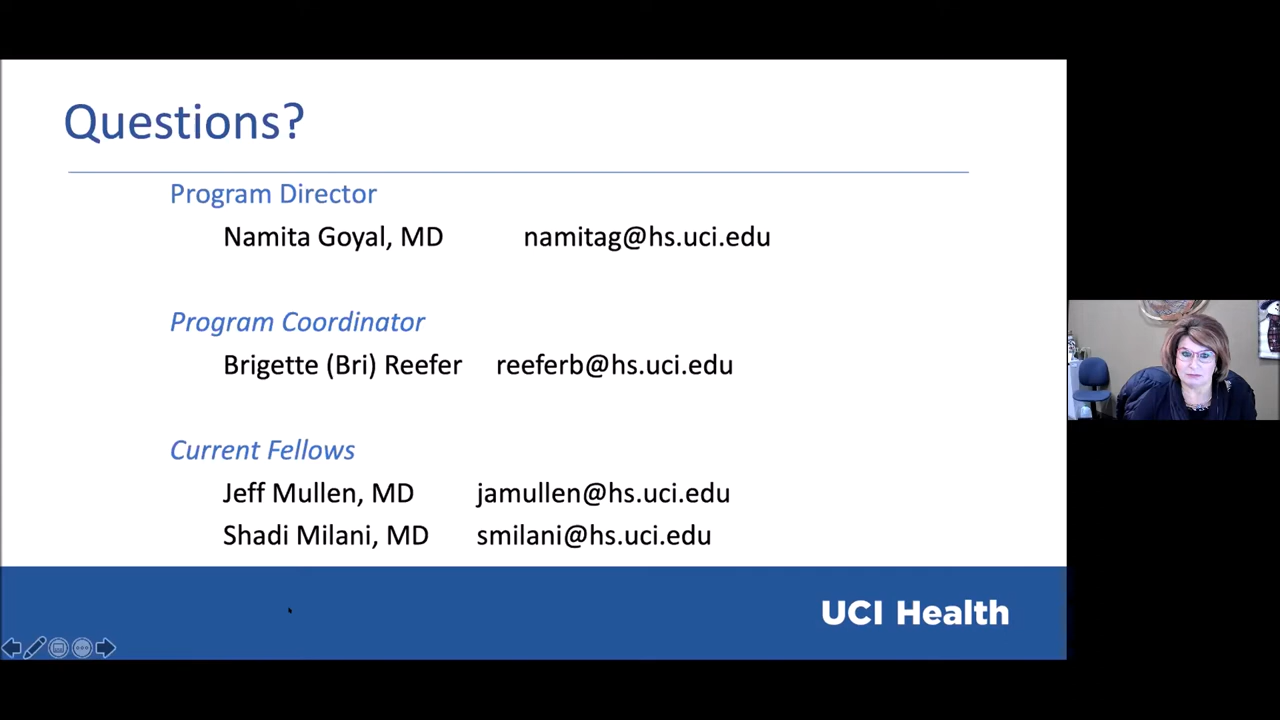 Questions?
Program Director
Namita Goyal, MD namitag@hs.uci.edu
Program Coordinator
Brigette (Bri) Reefer reeferb@hs.uci.edu
Current Fellows
Jeff Mullen, MD jamullen@hs.uci.edu
Shadi Milani, MD smilani@hs.uci.edu
UCI Health